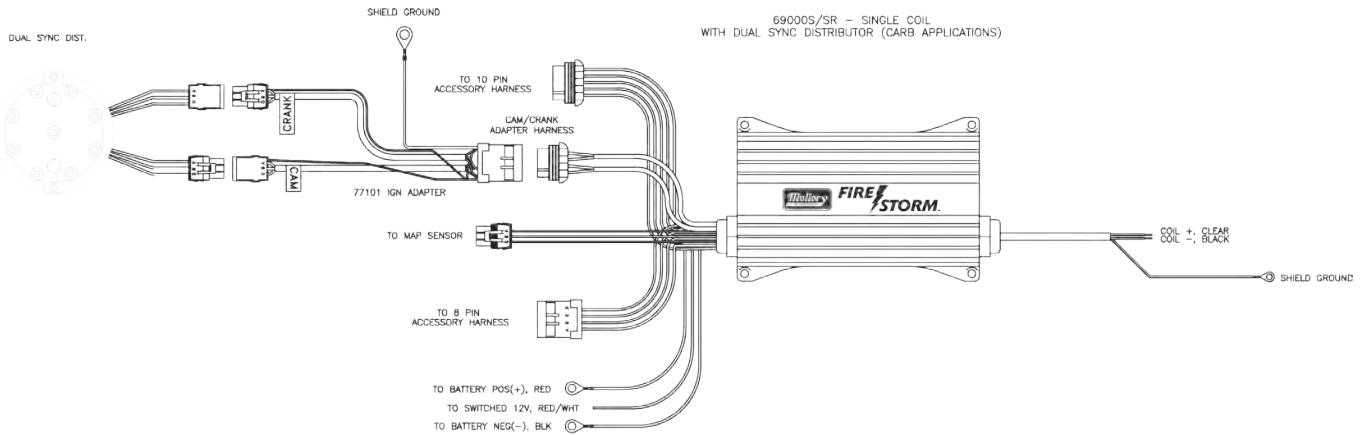 69000S/SR – SINGLE COIL
WITH DUAL SYNC DISTRIBUTOR (CARB APPLICATIONS)
SHIELD GROUND
DUAL SYNC DIST.
TO 10 PIN
ACCESSORY HARNESS
CRANK
CAM/CRANK
ADAPTER HARNESS
CAM
77101 IGN ADAPTER
Mallory
FIRE STORM
TO MAP SENSOR
COIL +, CLEAR
COIL -, BLACK
SHIELD GROUND
TO 8 PIN
ACCESSORY HARNESS
TO BATTERY POS(+), RED
TO SWITCHED 12V, RED/WHT
TO BATTERY NEG(-), BLK